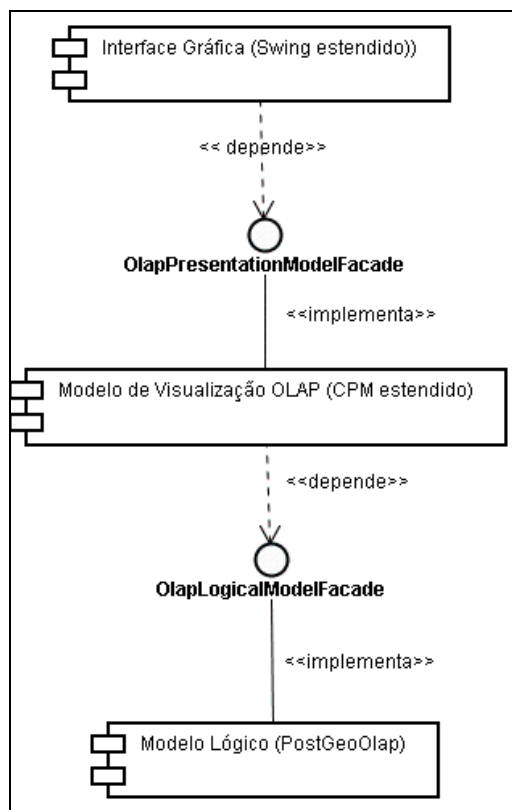 Interface Gráfica (Swing estendido))
<< depende>>
OlapPresentationModelFacade
<<implementa>>
Modelo de Visualização OLAP (CPM estendido)
<<depende>>
OlapLogicalModelFacade
<<implementa>>
Modelo Lógico (PostGeoOlap)